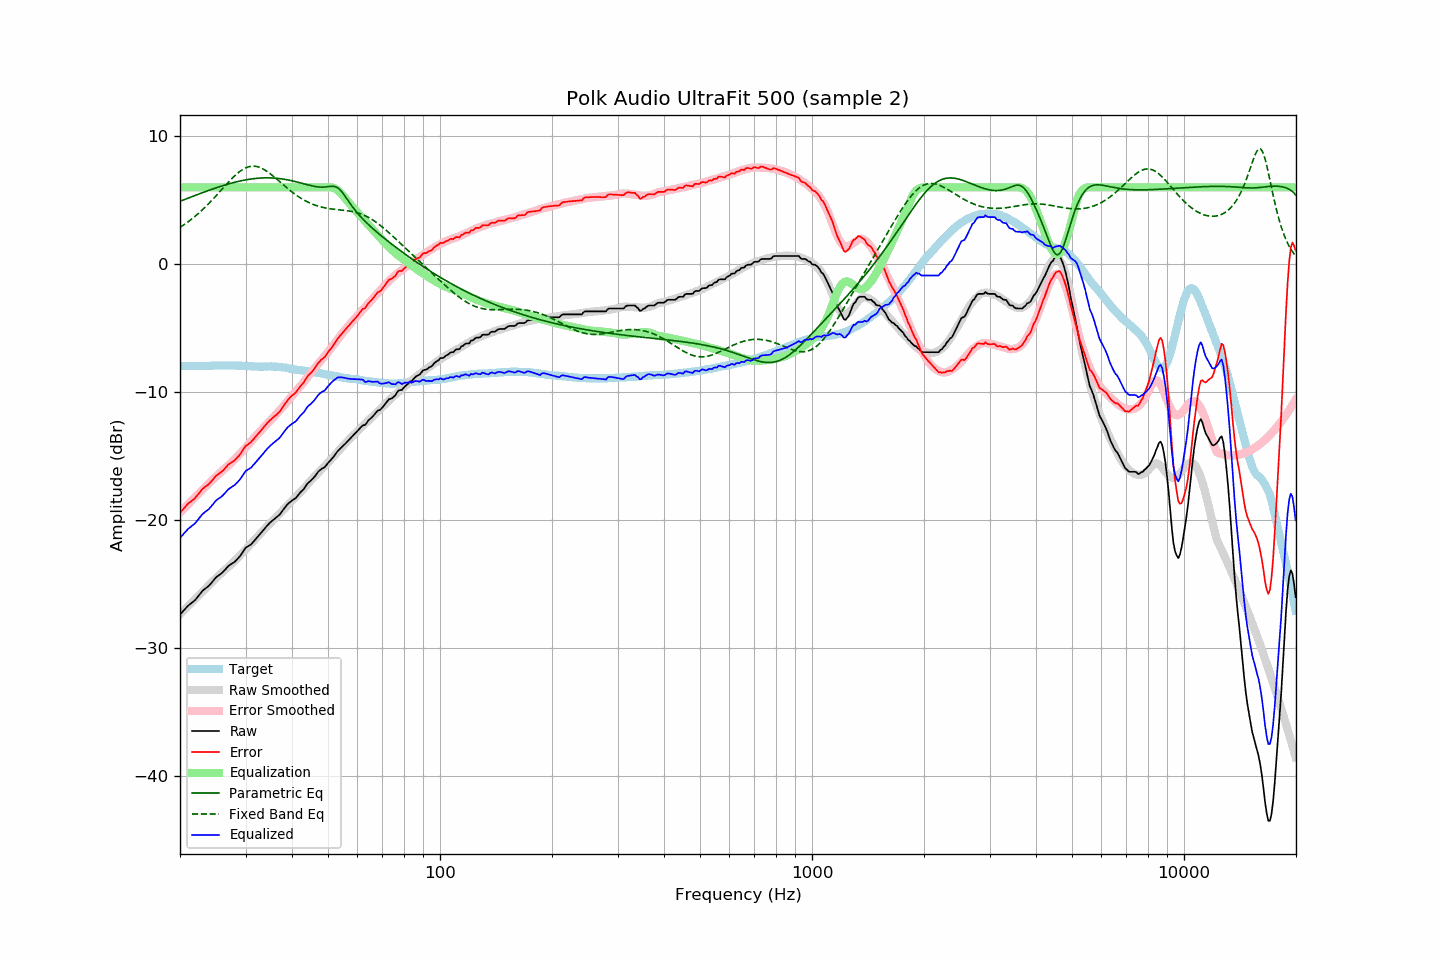 Polk Audio UltraFit 500 (sample 2)
10
0
−10
−20
−30
−40
Amplitude (dBr)
Target
Raw Smoothed
Error Smoothed
Raw
Error
Equalization
Parametric Eq
Fixed Band Eq
Equalized
100
1000
10000
Frequency (Hz)